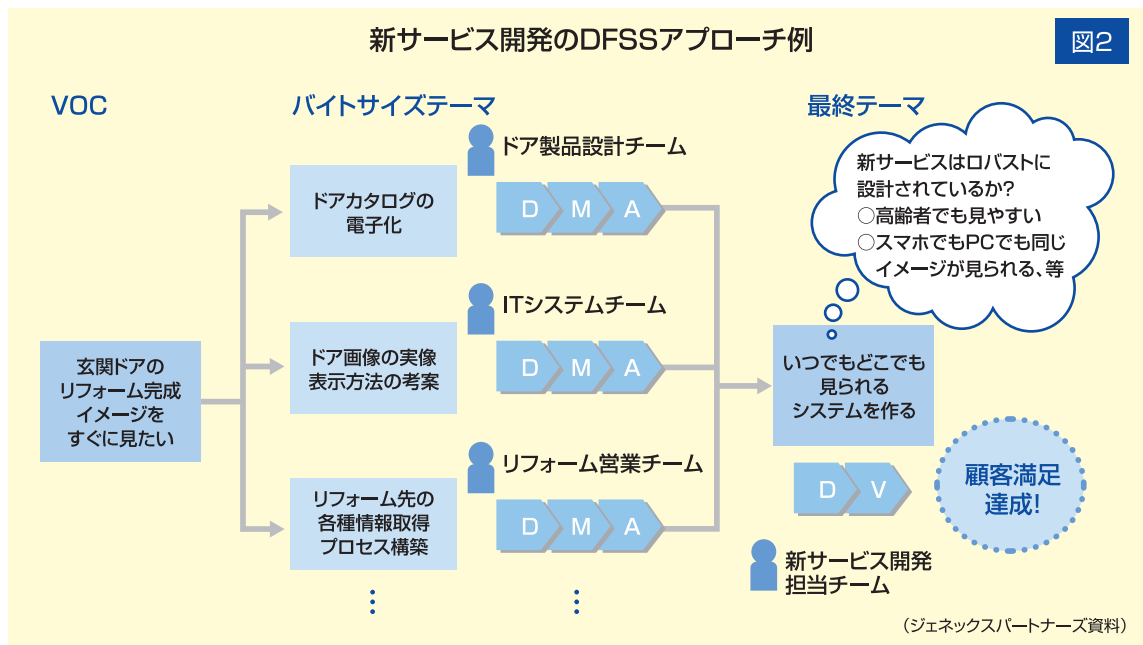 新サービス開発のDFSSアプローチ例
図2
VOC
バイトサイズテーマ
最終テーマ
玄関ドアの
リフォーム完成
イメージを
すぐに見たい
ドアカタログの
電子化
ドア製品設計チーム
D M A
ドア画像の実像
表示方法の考案
ITシステムチーム
D M A
リフォーム先の
各種情報取得
プロセス構築
リフォーム営業チーム
D M A
⋮
⋮
新サービスはロバストに
設計されているか?
○高齢者でも見やすい
○スマホでもPCでも同じ
イメージが見られる、等
いつでもどこでも
見られる
システムを作る
D V
顧客満足
達成!
新サービス開発
担当チーム
(ジェネックスパートナーズ資料)